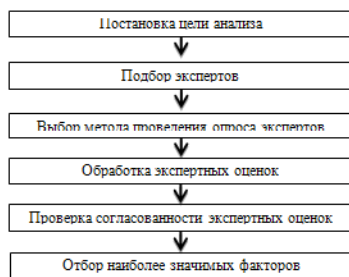 Постановка цели анализа
Подбор экспертов
Выбор метола проведения опроса экспертов
Обработка экспертных оценок
Проверка согласованности экспертных оценок
Отбор наиболее значимых факторов